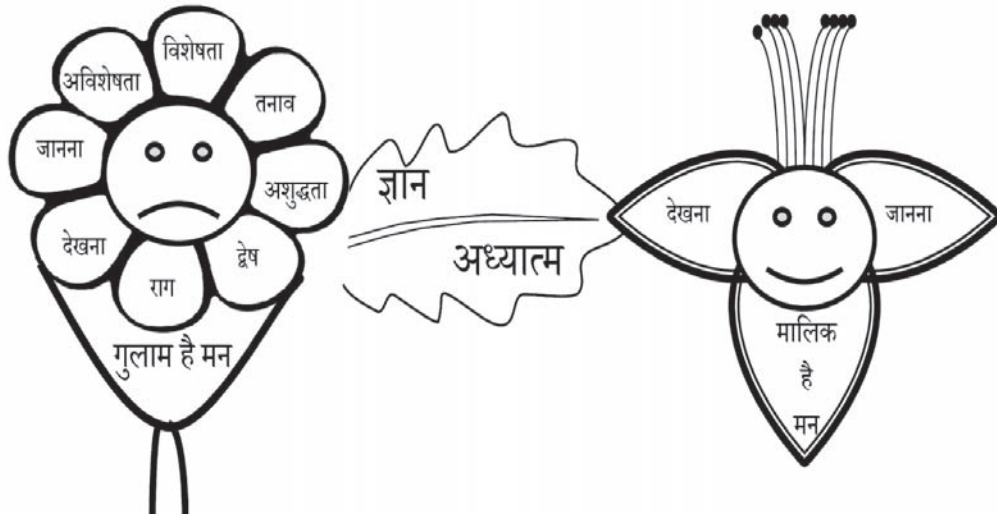 विशेषता
अविशेषता
तनाव
जानना
अशुद्धता
देखना
द्वेष
राग
गुलाम है मन
ज्ञान
अध्यात्म
देखना
जानना
मालिक
है
मन